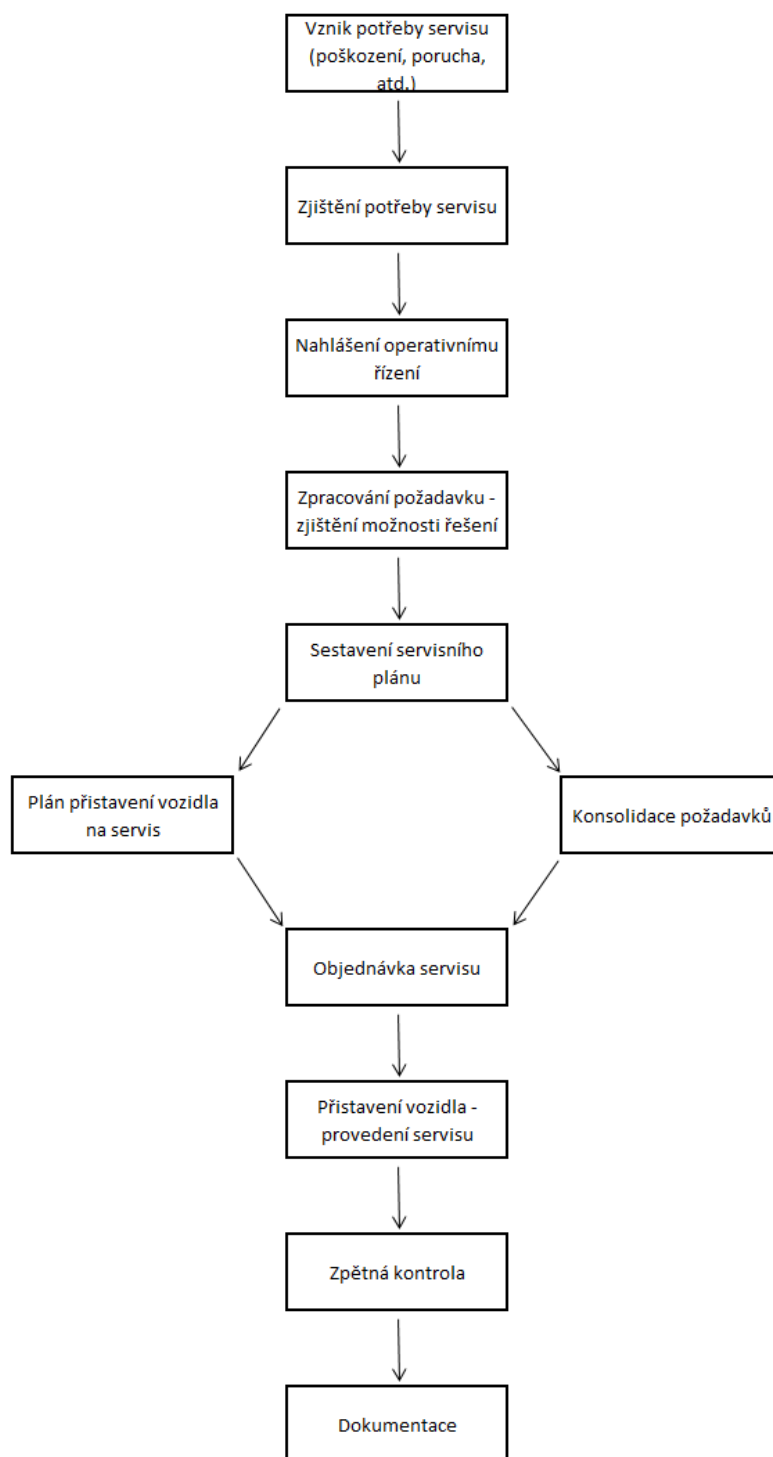 Vznik potřeby servisu
(poškození, porucha,
atd.)
Zjištění potřeby servisu
Nahlášení operativnímu
řízení
Zpracování požadavku -
zjištění možnosti řešení
Sestavení servisního
plánu
Plán přistavení vozidla
na servis
Konsolidace požadavků
Objednávka servisu
Přistavení vozidla -
provedení servisu
Zpětná kontrola
Dokumentace